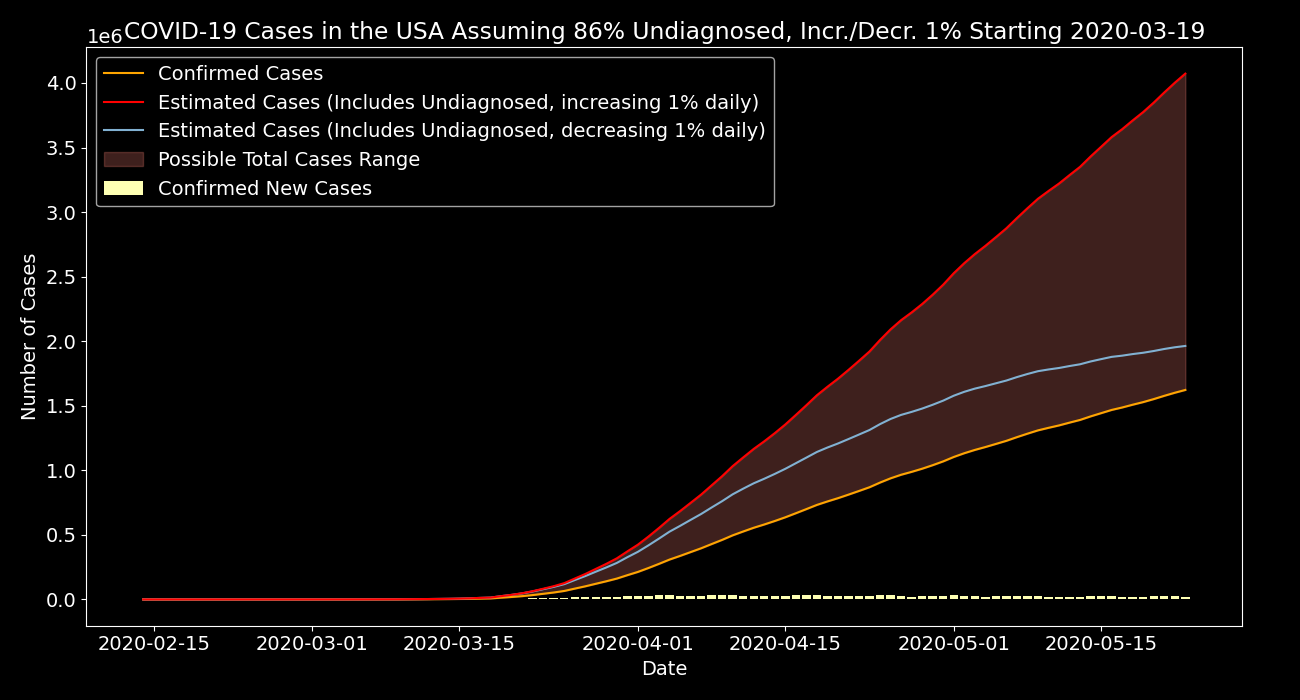 COVID-19 Cases in the USA Assuming 86% Undiagnosed, Incr./Decr. 1% Starting 2020-03-19
1e6
Confirmed Cases
Estimated Cases (Includes Undiagnosed, increasing 1% daily)
Estimated Cases (Includes Undiagnosed, decreasing 1% daily)
Possible Total Cases Range
Confirmed New Cases
Number of Cases
4.0
3.5
3.0
2.5
2.0
1.5
1.0
0.5
0.0
2020-02-15 2020-03-01 2020-03-15 2020-04-01 2020-04-15 2020-05-01 2020-05-15
Date